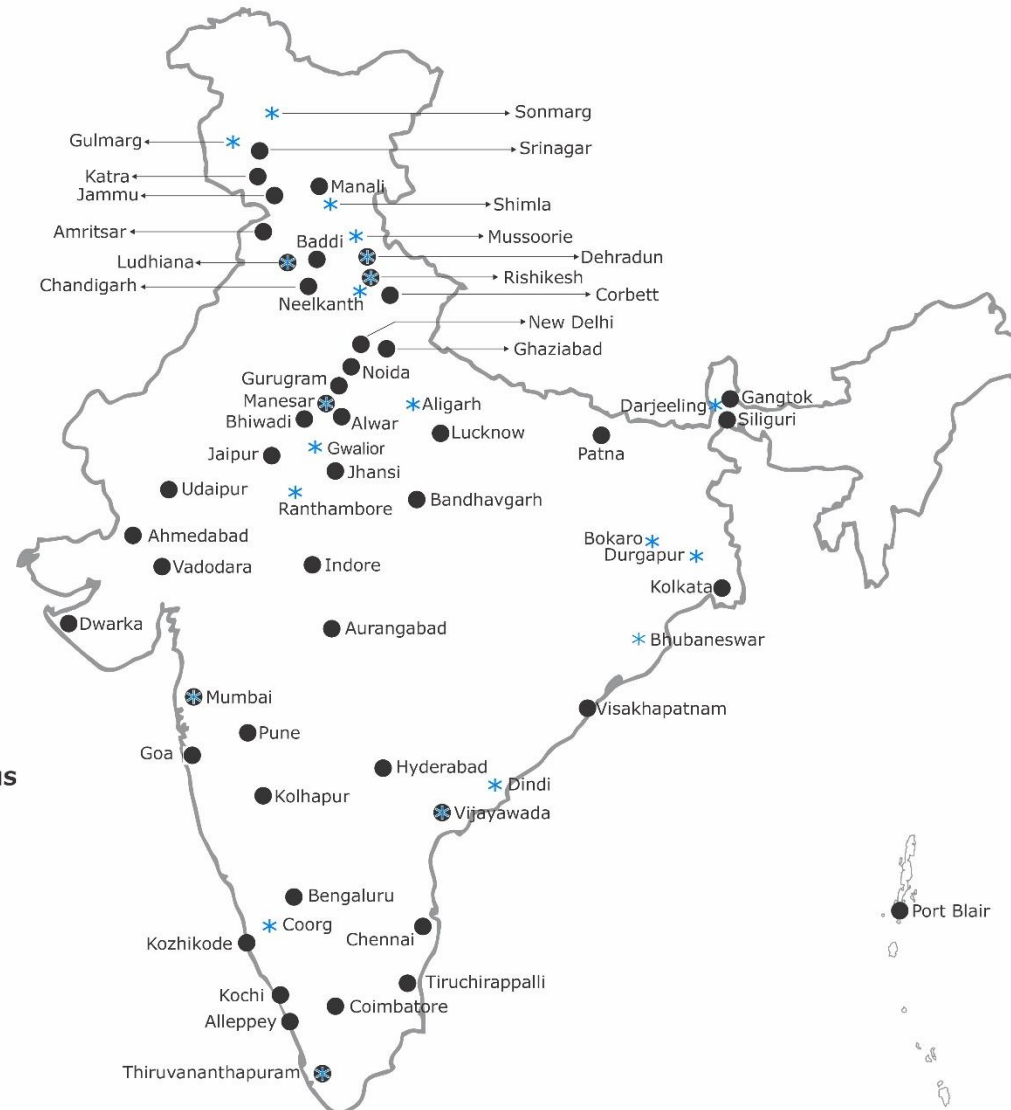 Sonmarg
Gulmarg
Srinagar
Katra
Manali
Jammu
Shimla
Amritsar
Mussoorie
Baddi
Dehradun
Ludhiana
Rishikesh
Chandigarh
Corbett
Neelkanth
New Delhi
Ghaziabad
Noida
Gurugram
Manesar
Aligarh
Bhiwadi
Alwar
Lucknow
Gangtok
Darjeeling
Siliguri
Patna
Gwalior
Jaipur
Jhansi
Udaipur
Ranthambore
Bandhavgarh
Ahmedabad
Bokaro
Durgapur
Vadodara
Indore
Kolkata
Dwarka
Aurangabad
Bhubaneswar
Mumbai
Visakhapatnam
Pune
Goa
Hyderabad
us
Dindi
Kolhapur
Vijayawada
Bengaluru
Port Blair
Coorg
Chennai
Kozhikode
Tiruchirappalli
Kochi
Coimbatore
Alleppey
Thiruvananthapuram